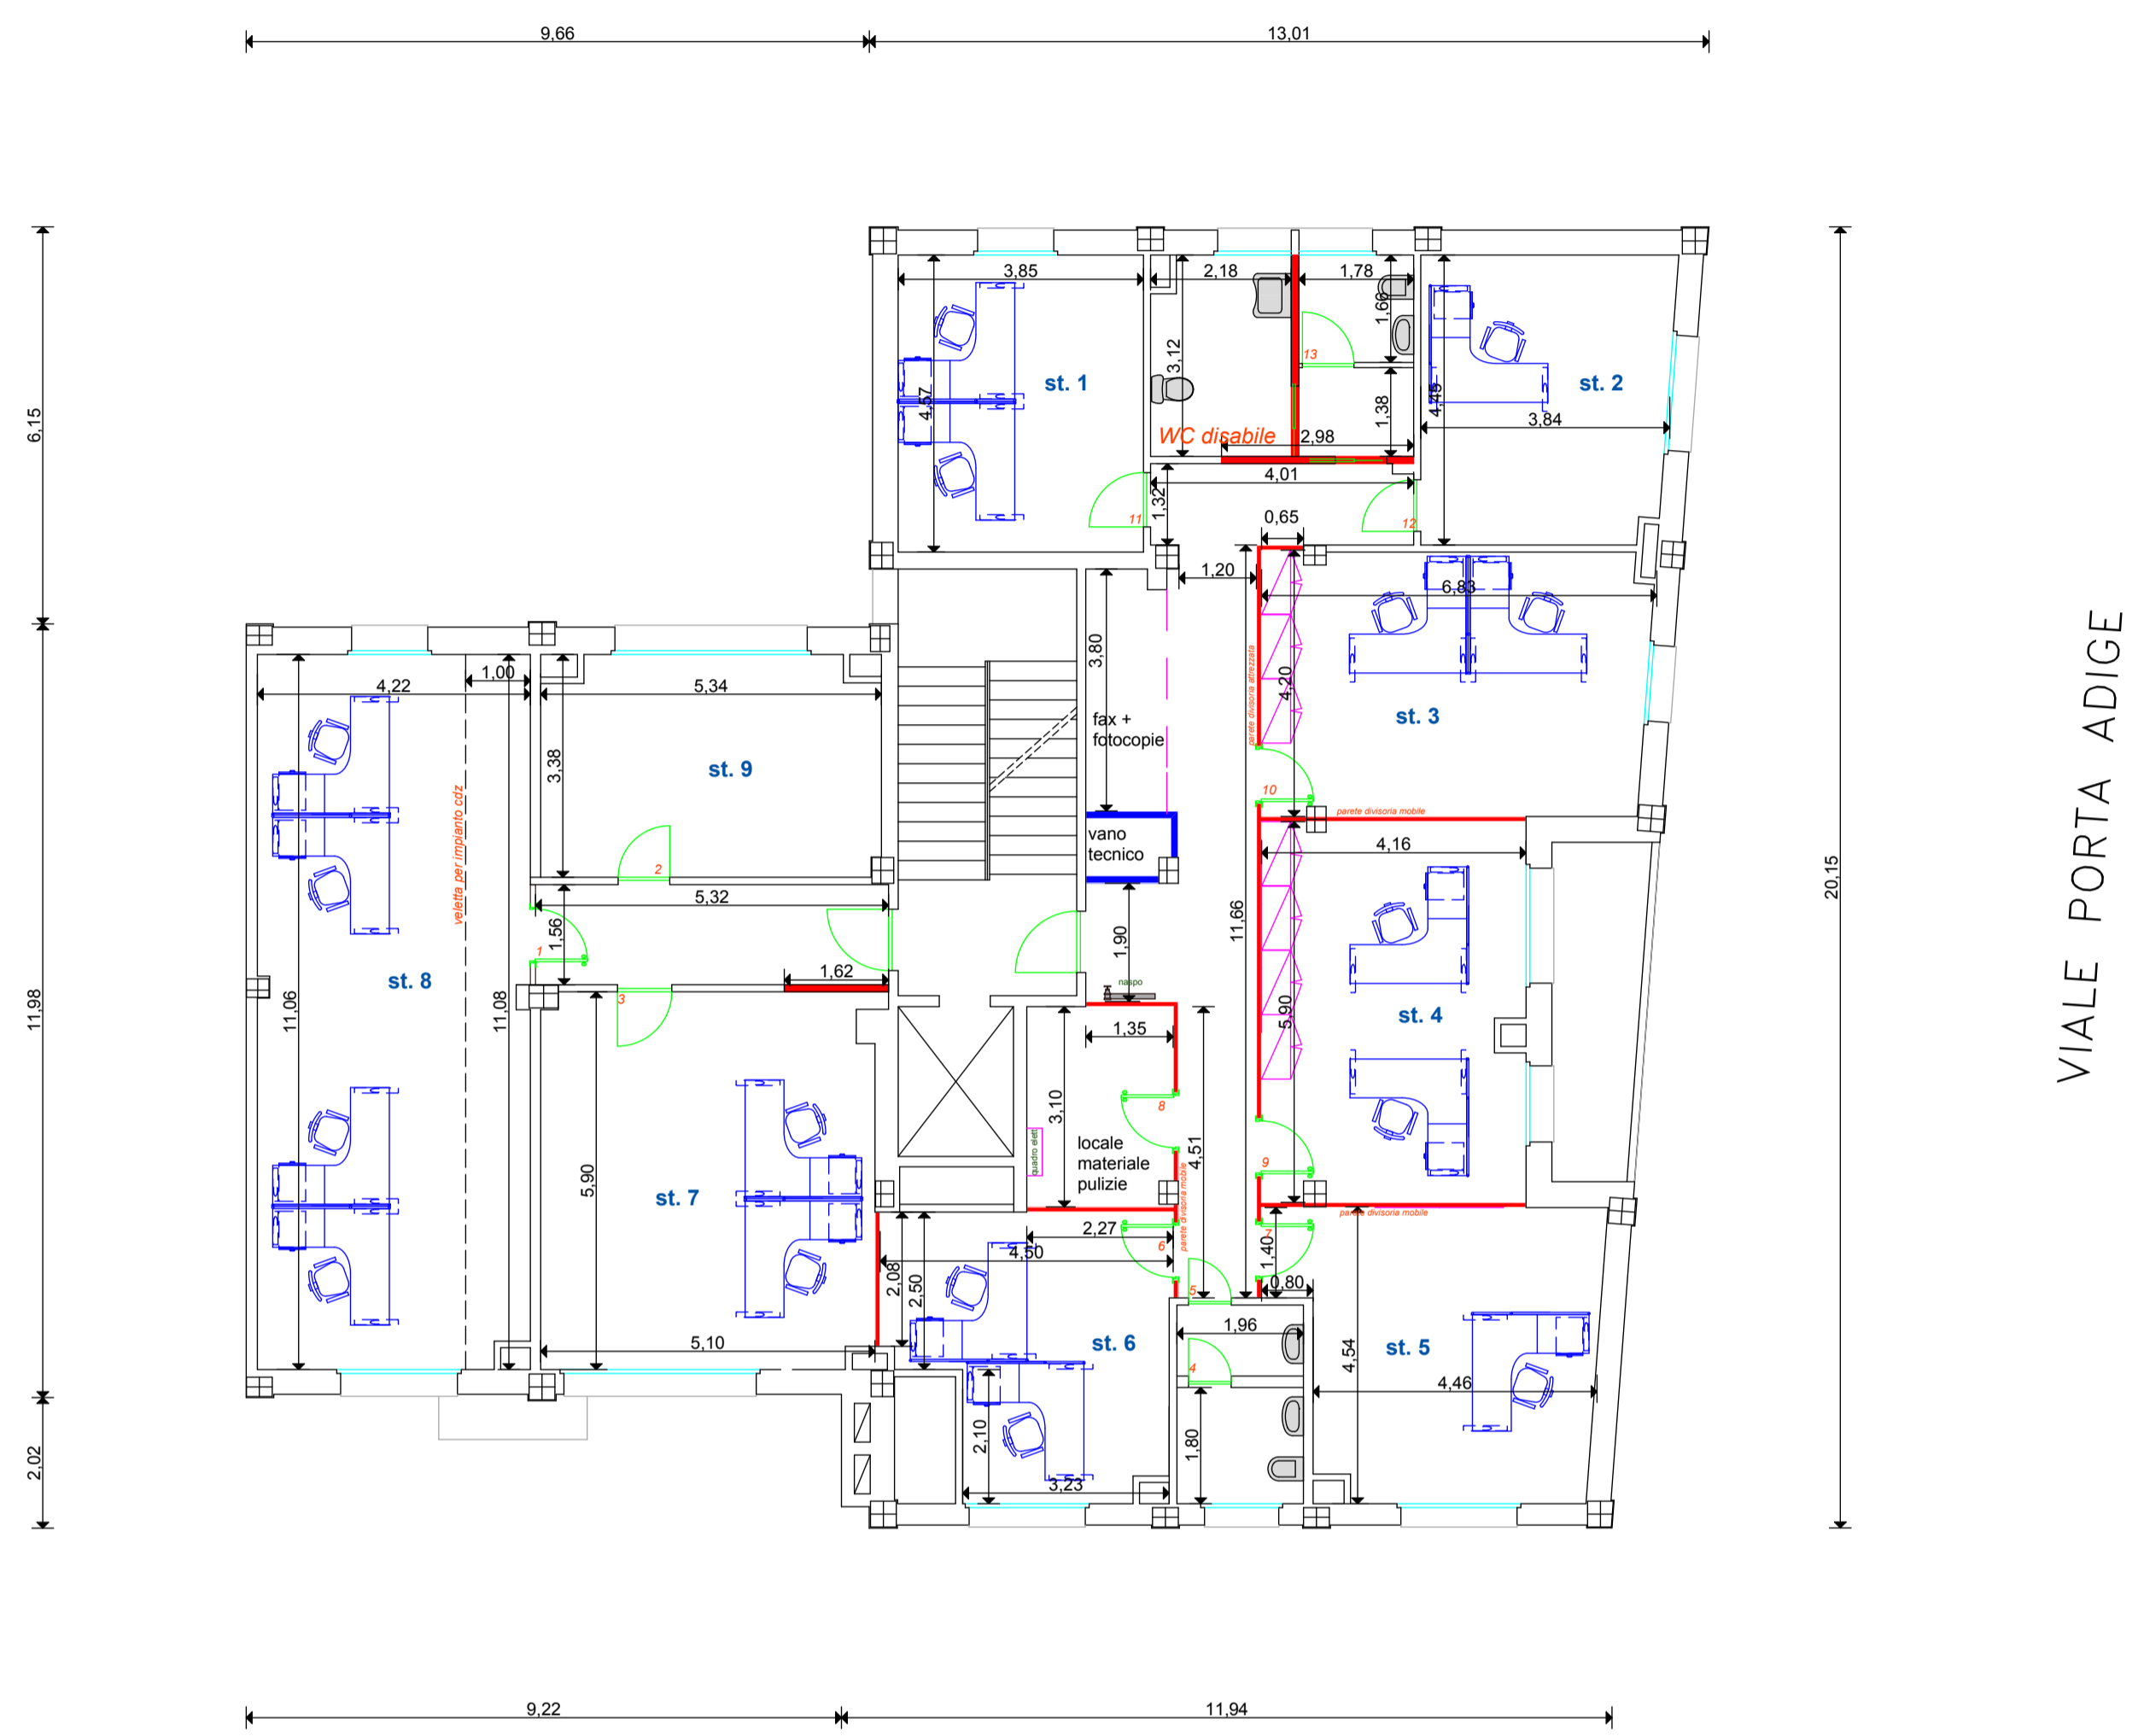 9,66
13,01
3,85
2,18
1,78
1,66
6,15
4,57
st. 1
3,12
13
1,38
4,45
st. 2
3,84
WC disabile
2,98
4,01
1,32
11
12
0,65
1,20
6,83
3,80
parete divisoria attrezzata
4,20
st. 3
fax +
fotocopie
4,22
1,00
5,34
3,38
st. 9
veletta per impianto cdz
10
parete divisoria mobile
vano
tecnico
4,16
2
5,32
1,56
1
1,62
1,90
11,66
20,15
VIALE PORTA ADIGE
11,98
11,06
st. 8
11,08
3
naspo
1,35
5,90
st. 4
3,10
8
quadro elett
locale
materiale
pulizie
4,51
parete divisoria mobile
9
5,90
st. 7
parete divisoria mobile
2,27
4,50
6
7
1,40
2,08
2,50
5
0,80
5,10
st. 6
1,96
4
4,54
st. 5
4,46
2,10
1,80
3,23
2,02
9,22
11,94